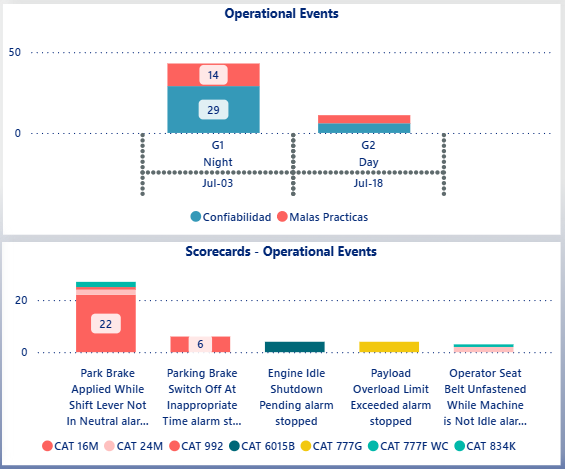 Operational Events
50
14
29
0
G1
G2
Night
Day
Jul-03
Jul-18
Confiabilidad
Malas Practicas
Scorecards - Operational Events
20
22
6
0
Park Brake
Applied While
Shift Lever Not
In Neutral alar...
Parking Brake
Switch Off At
Inappropriate
Time alarm st...
Engine Idle
Shutdown
Pending alarm
stopped
Payload
Overload Limit
Exceeded alarm
stopped
Operator Seat
Belt Unfastened
While Machine
is Not Idle alar...
CAT 16M
CAT 24M
CAT 992
CAT 6015B
CAT 777G
CAT 777F WC
CAT 834K